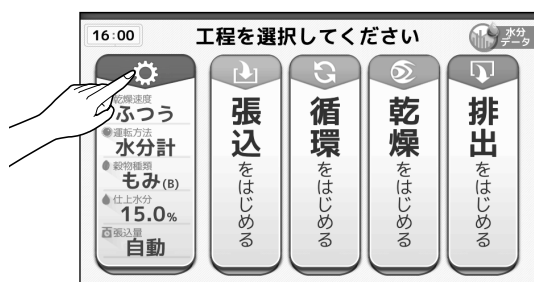 16:00
工程を選択してください
水分
データ
乾燥速度
ふつう
運転方法
水分計
穀物種類
もみ(B)
仕上水分
15.0%
張込量
自動
張込をはじめる
循環をはじめる
乾燥をはじめる
排出をはじめる